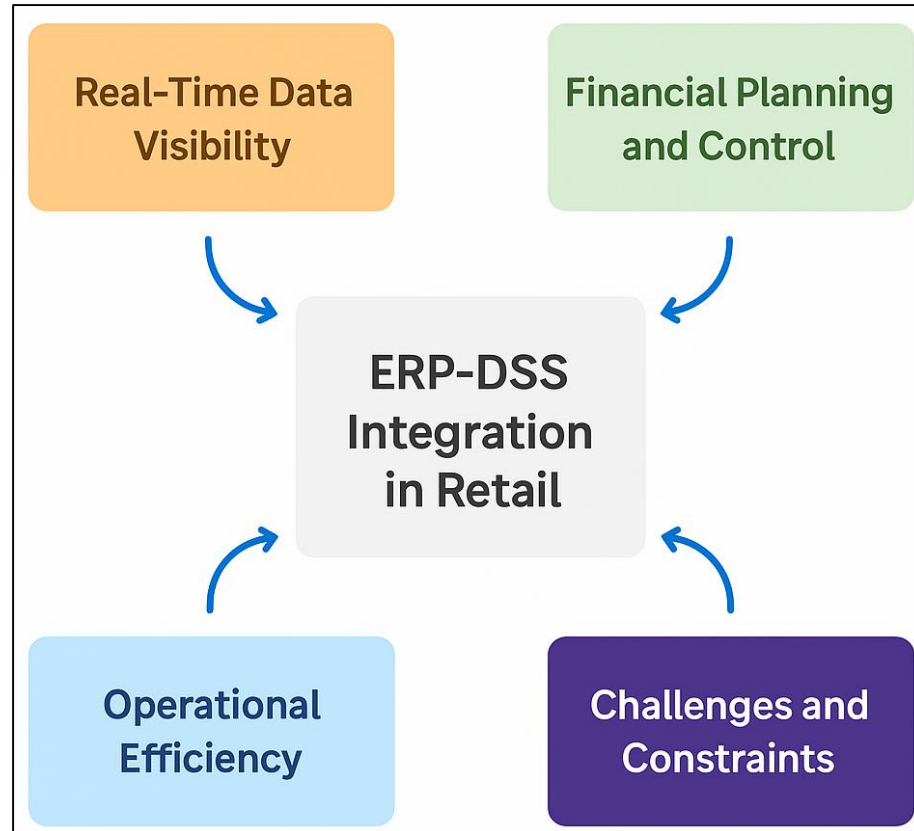 Real-Time Data
Visibility
Financial Planning
and Control
ERP-DSS
Integration
in Retail
Operational
Efficiency
Challenges and
Constraints